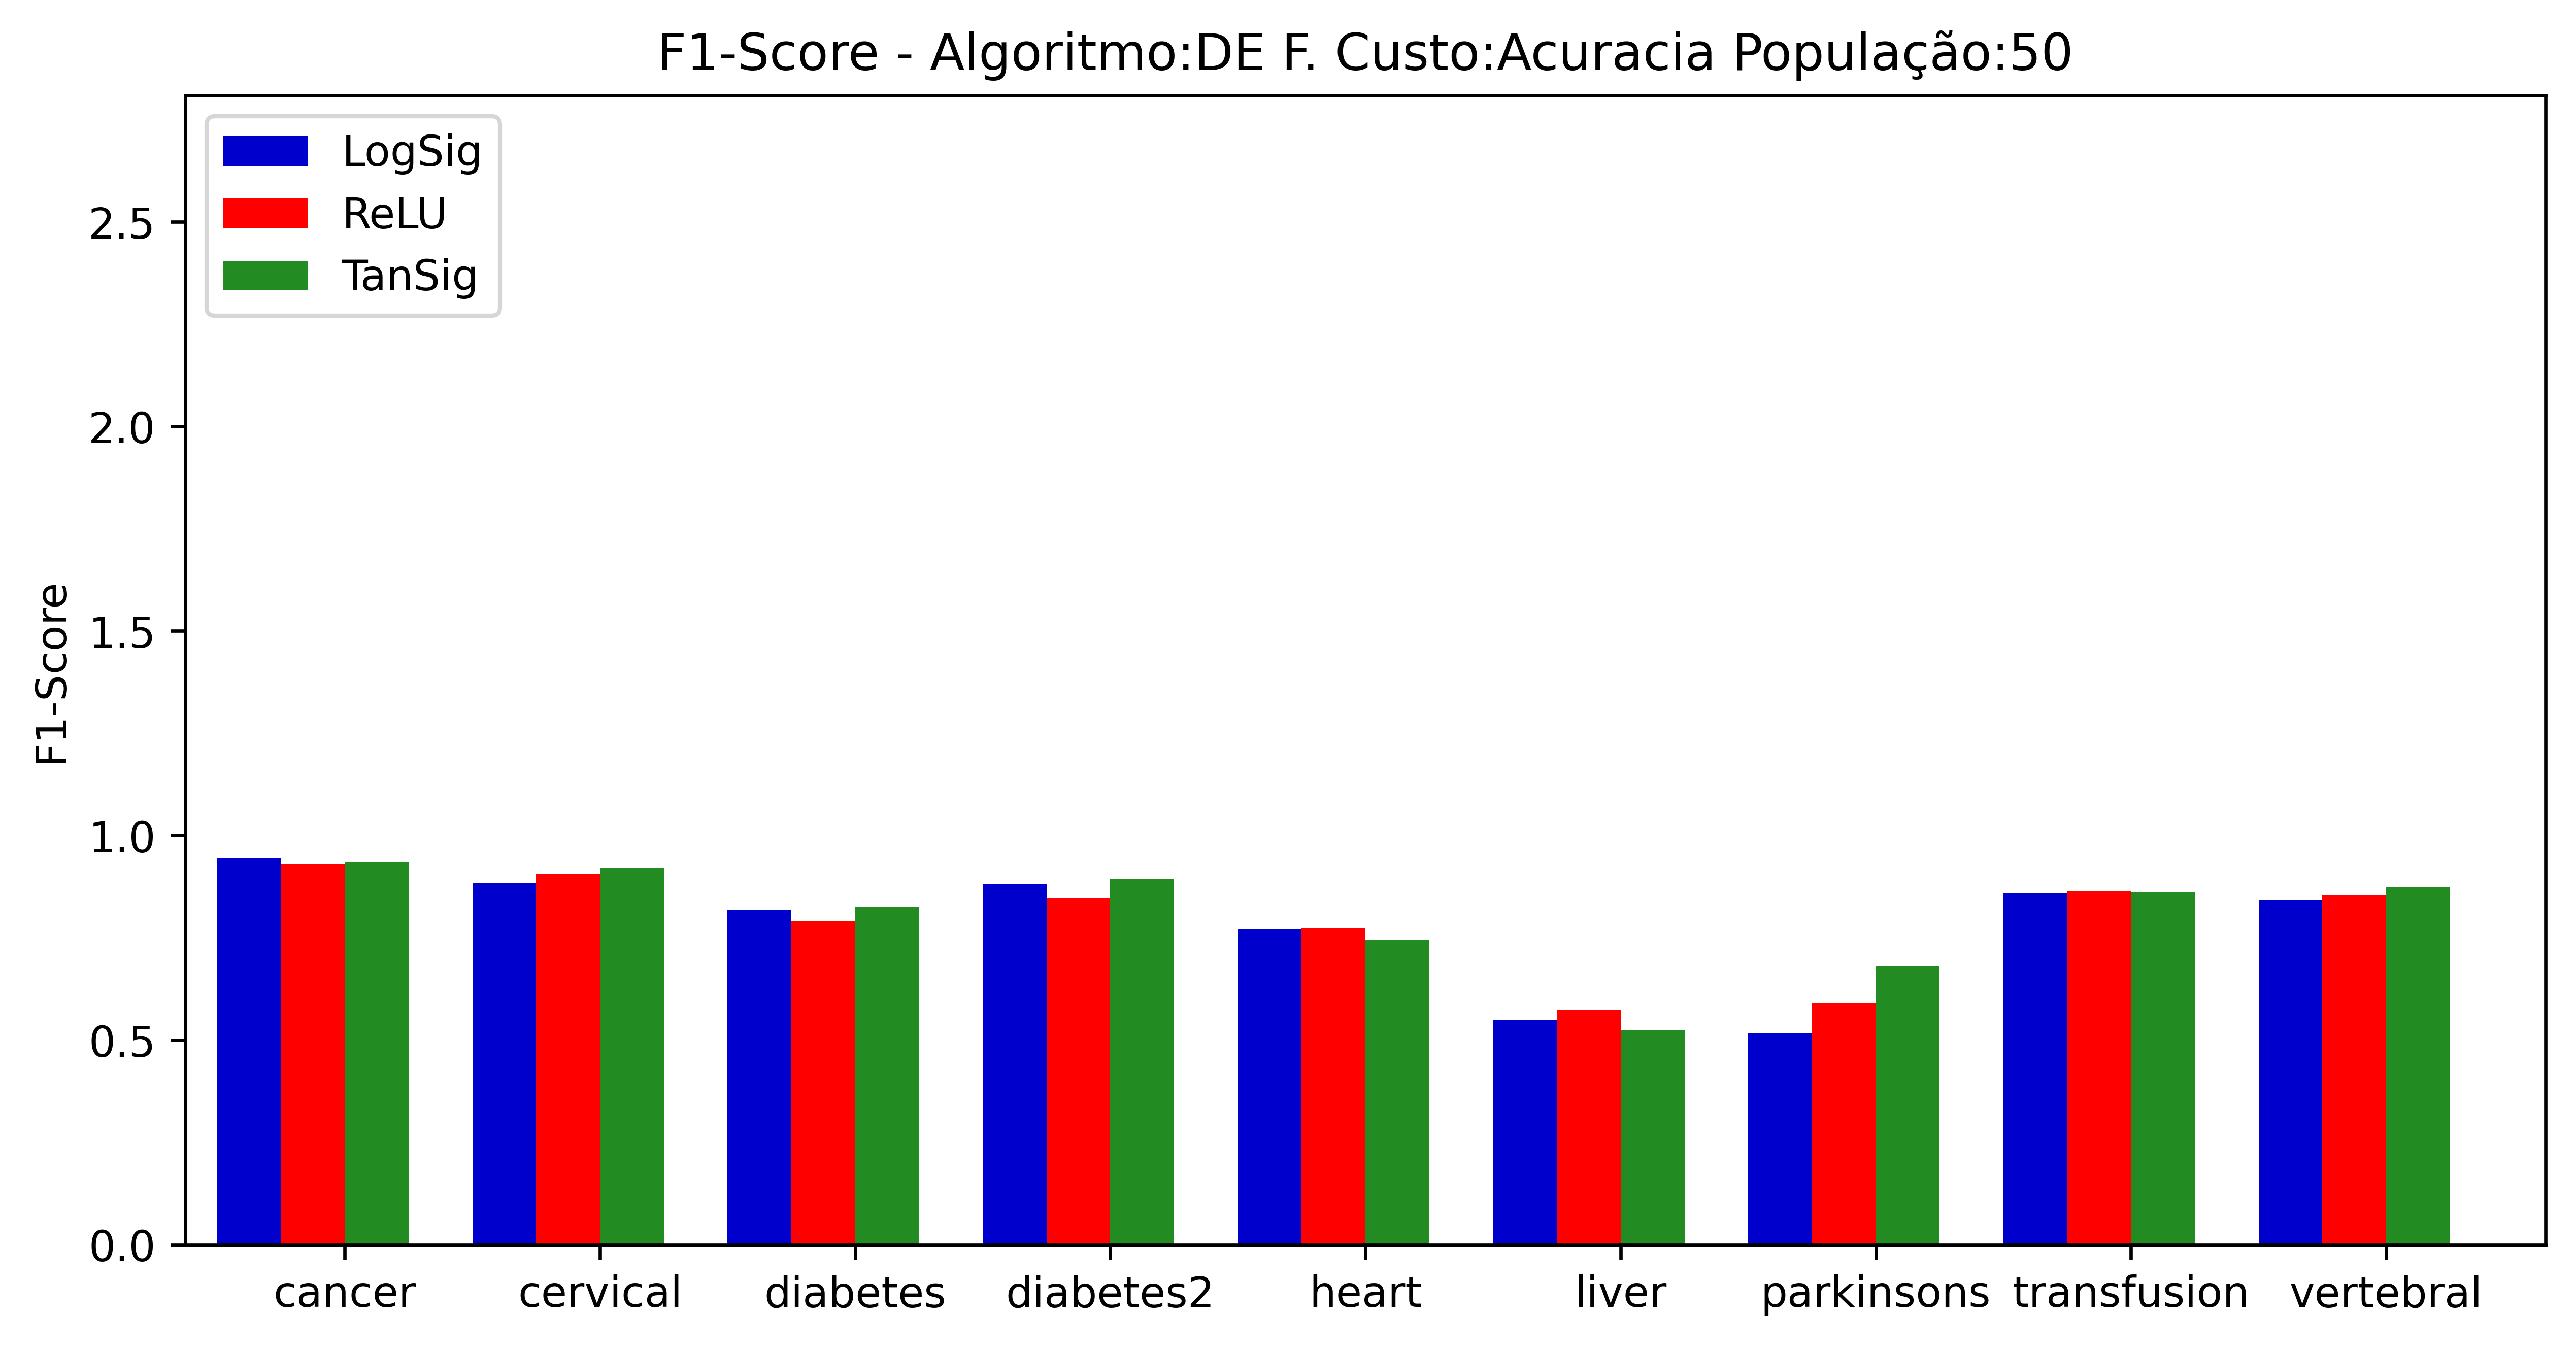 F1-Score - Algoritmo:DE F. Custo:Acuracia População:50
LogSig
ReLU
TanSig
2.5
2.0
1.5
1.0
0.5
0.0
F1-Score
cancer cervical diabetes diabetes2 heart liver parkinsons transfusion vertebral